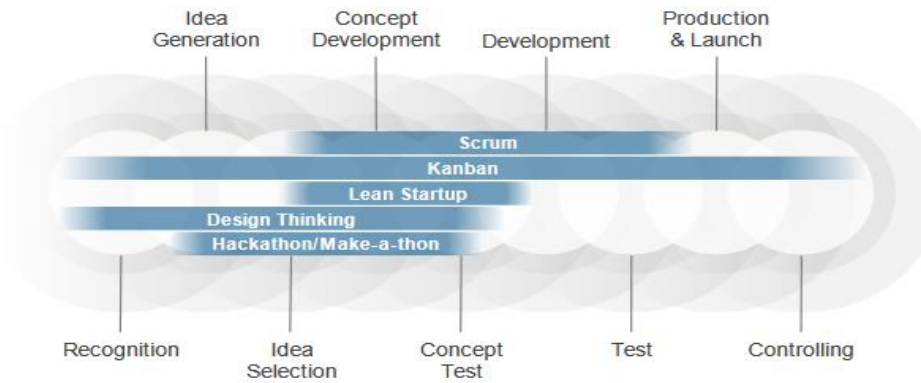 Idea
Generation
Concept
Development
Development
Production
& Launch
Scrum
Kanban
Lean Startup
Design Thinking
Hackathon/Make-a-thon
Recognition
Idea
Selection
Concept
Test
Test
Controlling